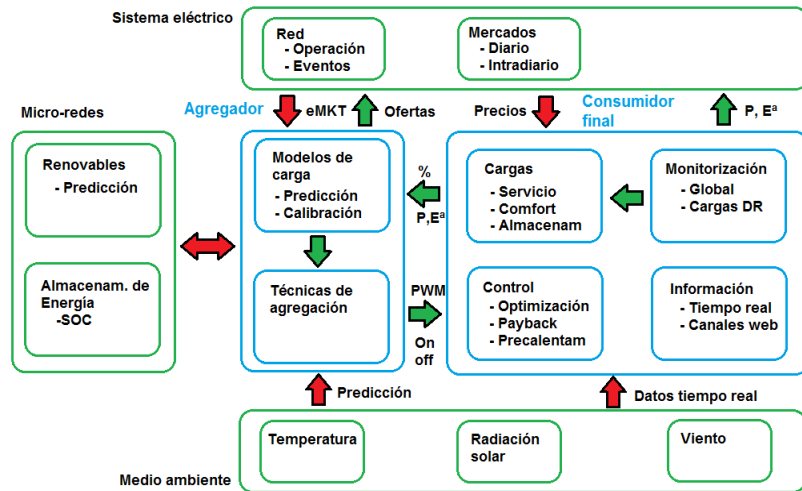 Sistema eléctrico
Red
- Operación
- Eventos
Mercados
- Diario
- Intradiario
Agregador
eMKT
Ofertas
Precios
Consumidor
final
P, Eª
Micro-redes
Renovables
- Predicción
Almacenam. de
Energía
-SOC
Modelos de
carga
- Predicción
- Calibración
Técnicas de
agregación
%
P,Eª
PWM
On
off
Cargas
- Servicio
- Comfort
- Almacenam
Monitorización
- Global
- Cargas DR
Control
- Optimización
- Payback
- Precalentam
Información
- Tiempo real
- Canales web
Predicción
Datos tiempo real
Temperatura
Radiación
solar
Viento
Medio ambiente